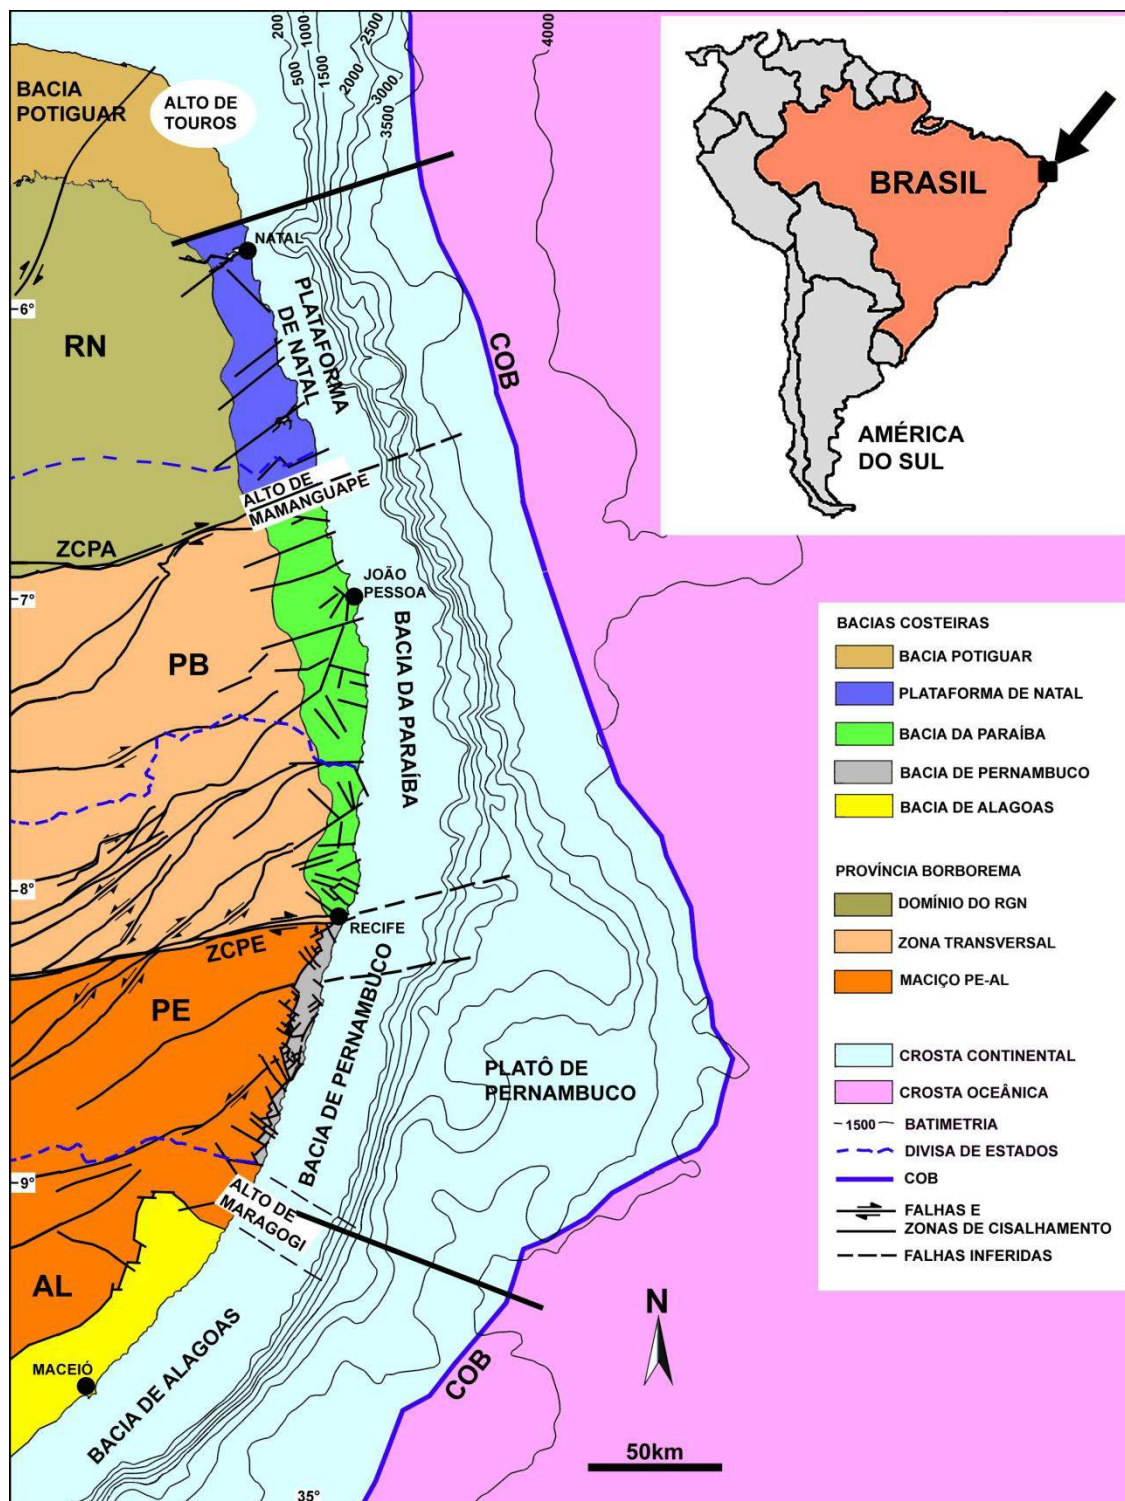 200
500
1000
1500
2000
2500
3000
3500
4000
BACIA
POTIGUAR
ALTO DE
TOUROS
NATAL
6°
RN
PLATAFORMA
DE NATAL
COB
ALTO DE
MAMANGUAPE
ZCPA
JOÃO
PESSOA
7°
PB
BACIA DA PARAÍBA
8°
RECIFE
ZCPE
PE
BACIA DE PERNAMBUCO
PLATÔ DE
PERNAMBUCO
9°
ALTO DE
MARAGOGI
AL
MACEIÓ
BACIA DE ALAGOAS
COB
35°
N
50km
BRASIL
AMÉRICA
DO SUL
BACIAS COSTEIRAS
BACIA POTIGUAR
PLATAFORMA DE NATAL
BACIA DA PARAÍBA
BACIA DE PERNAMBUCO
BACIA DE ALAGOAS
PROVÍNCIA BORBOREMA
DOMÍNIO DO RGN
ZONA TRANSVERSAL
MACIÇO PE-AL
CROSTA CONTINENTAL
CROSTA OCEÂNICA
1500 BATIMETRIA
DIVISA DE ESTADOS
COB
FALHAS E
ZONAS DE CISALHAMENTO
FALHAS INFERIDAS